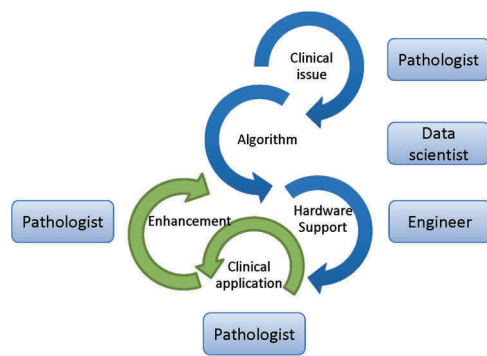 Clinical
issue
Pathologist
Algorithm
Data
scientist
Pathologist
Enhancement
Hardware
Support
Engineer
Clinical
application
Pathologist